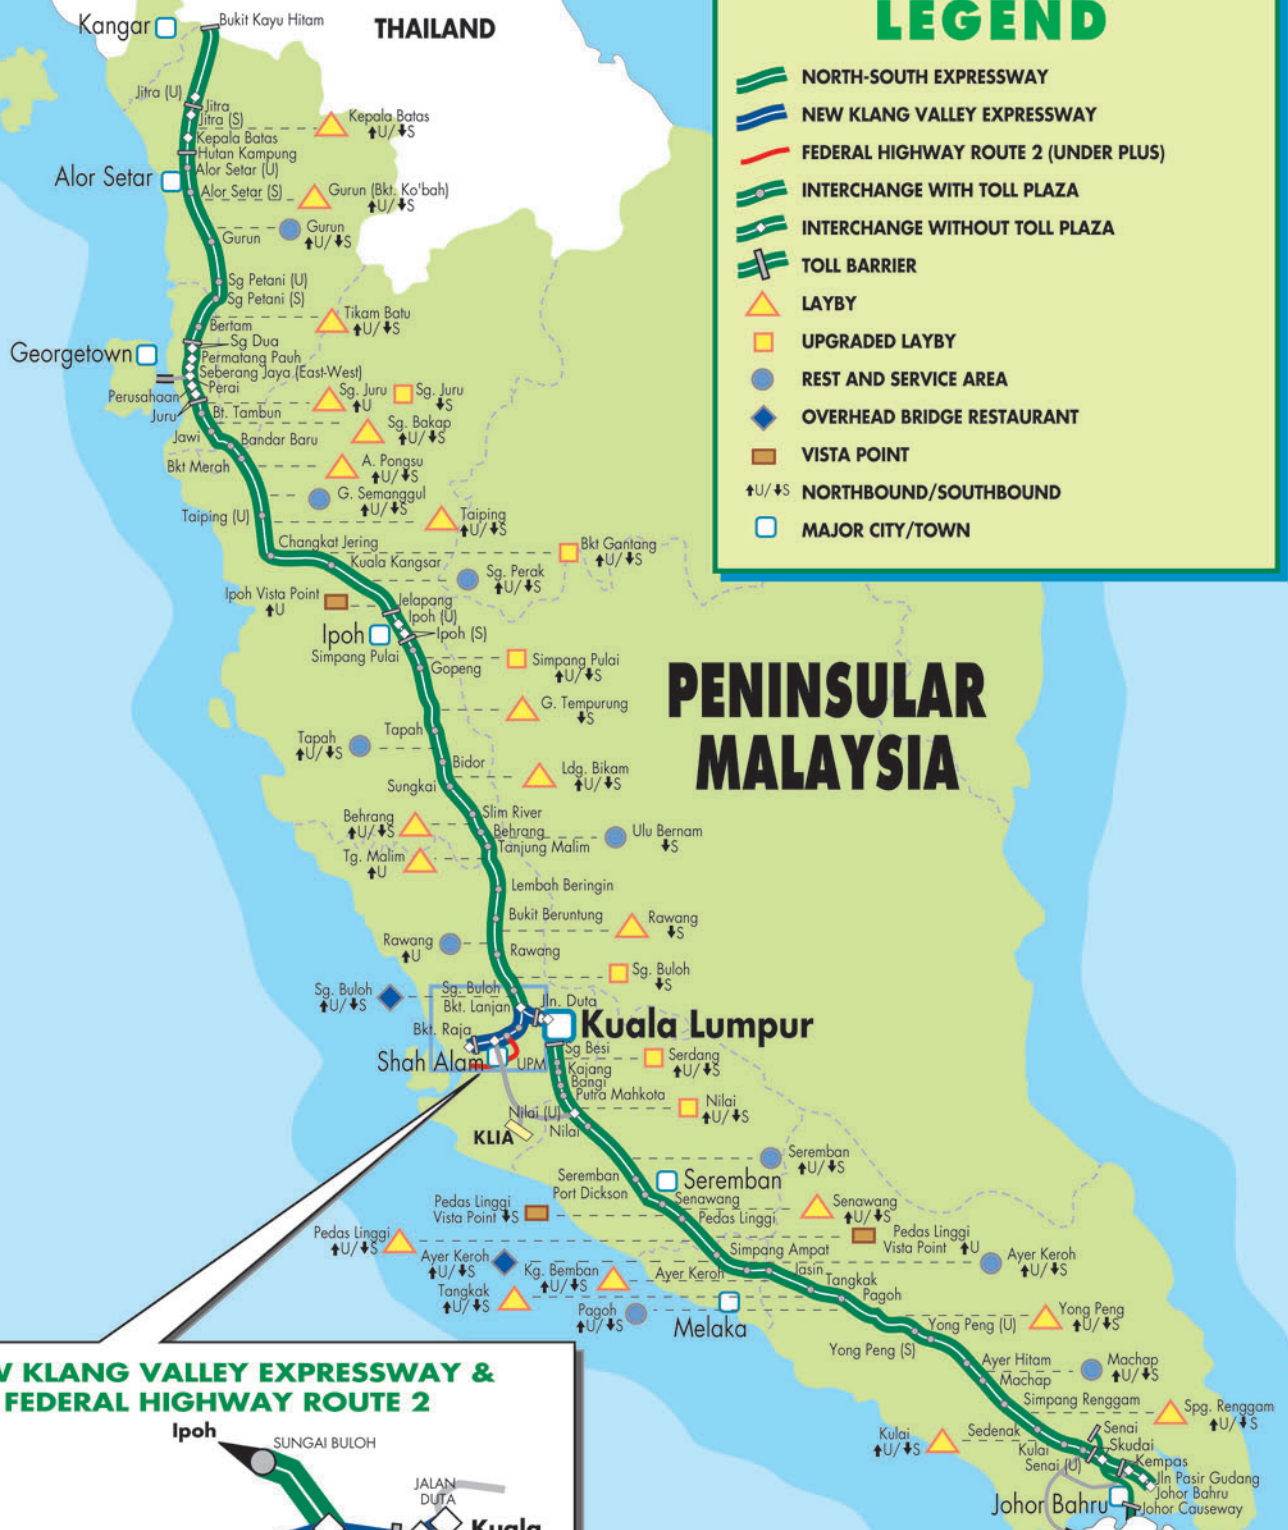 Kangar
Bukit Kayu Hitam
THAILAND
Jitra (U)
Jitra
Jitra (S)
Kepala Batas
⬆U/⬇S
Kepala Batas
Hutan Kampung
Alor Setar
Alor Setar (U)
Alor Setar (S)
Gurun (Bkt. Ko'bah)
⬆U/⬇S
Gurun
Gurun
⬆U/⬇S
Sg Petani (U)
Sg Petani (S)
Tikam Batu
⬆U/⬇S
Bertam
Sg Dua
Georgetown
Permatang Pauh
Seberang Jaya (East-West)
Perai
Perusahaan
Juru
Sg. Juru
⬆U
Sg. Juru
⬇S
Bt. Tambun
Sg. Bakap
⬆U/⬇S
Jawi
Bandar Baru
Bkt Merah
A. Pongsu
⬆U/⬇S
G. Semanggul
⬆U/⬇S
Taiping (U)
Taiping
⬆U/⬇S
Changkat Jering
Bkt Gantang
⬆U/⬇S
Kuala Kangsar
Sg. Perak
⬆U/⬇S
Ipoh Vista Point
⬆U
Jelapang
Ipoh (U)
Ipoh
Ipoh (S)
Simpang Pulai
Simpang Pulai
⬆U/⬇S
Gopeng
G. Tempurung
⬇S
Tapah
⬆U/⬇S
Tapah
Bidor
Ldg. Bikam
⬆U/⬇S
Sungkai
Behrang
⬆U/⬇S
Slim River
Behrang
Tanjung Malim
Ulu Bernam
⬇S
Tg. Malim
⬆U
Lembah Beringin
Bukit Beruntung
Rawang
⬇S
Rawang
⬆U
Rawang
Sg. Buloh
⬇S
Sg. Buloh
⬆U/⬇S
Sg. Buloh
Bkt. Lanjan
Jln. Duta
Kuala Lumpur
Bkt. Raja
Shah Alam
UPM
Sg Besi
Kajang
Bangi
Putra Mahkota
Serdang
⬆U/⬇S
Nilai
⬆U/⬇S
Nilai (U)
KLIA
Nilai
Seremban
⬆U/⬇S
Seremban
Port Dickson
Seremban
Senawang
Senawang
⬆U/⬇S
Pedas Linggi
Vista Point ⬇S
Pedas Linggi
Pedas Linggi
Vista Point ⬆U
Pedas Linggi
⬆U/⬇S
Simpang Ampat
Ayer Keroh
⬆U/⬇S
Ayer Keroh
⬆U/⬇S
Kg. Bemban
⬆U/⬇S
Ayer Keroh
Jasin
Tangkak
⬆U/⬇S
Tangkak
Pagoh
Pagoh
⬆U/⬇S
Melaka
Yong Peng (U)
Yong Peng
⬆U/⬇S
Yong Peng (S)
Ayer Hitam
Machap
Machap
⬆U/⬇S
Simpang Renggam
Spg. Renggam
⬆U/⬇S
Kulai
⬆U/⬇S
Sedenak
Kulai
Senai
Senai (U)
Skudai
Kempas
Jln Pasir Gudang
Johor Bahru
Johor Bahru
Johor Causeway
PENINSULAR
MALAYSIA
LEGEND
NORTH-SOUTH EXPRESSWAY
NEW KLANG VALLEY EXPRESSWAY
FEDERAL HIGHWAY ROUTE 2 (UNDER PLUS)
INTERCHANGE WITH TOLL PLAZA
INTERCHANGE WITHOUT TOLL PLAZA
TOLL BARRIER
LAYBY
UPGRADED LAYBY
REST AND SERVICE AREA
OVERHEAD BRIDGE RESTAURANT
VISTA POINT
⬆U/⬇S NORTHBOUND/SOUTHBOUND
MAJOR CITY/TOWN
W KLANG VALLEY EXPRESSWAY &
FEDERAL HIGHWAY ROUTE 2
Ipoh
SUNGAI BULOH
JALAN
DUTA
Kuala